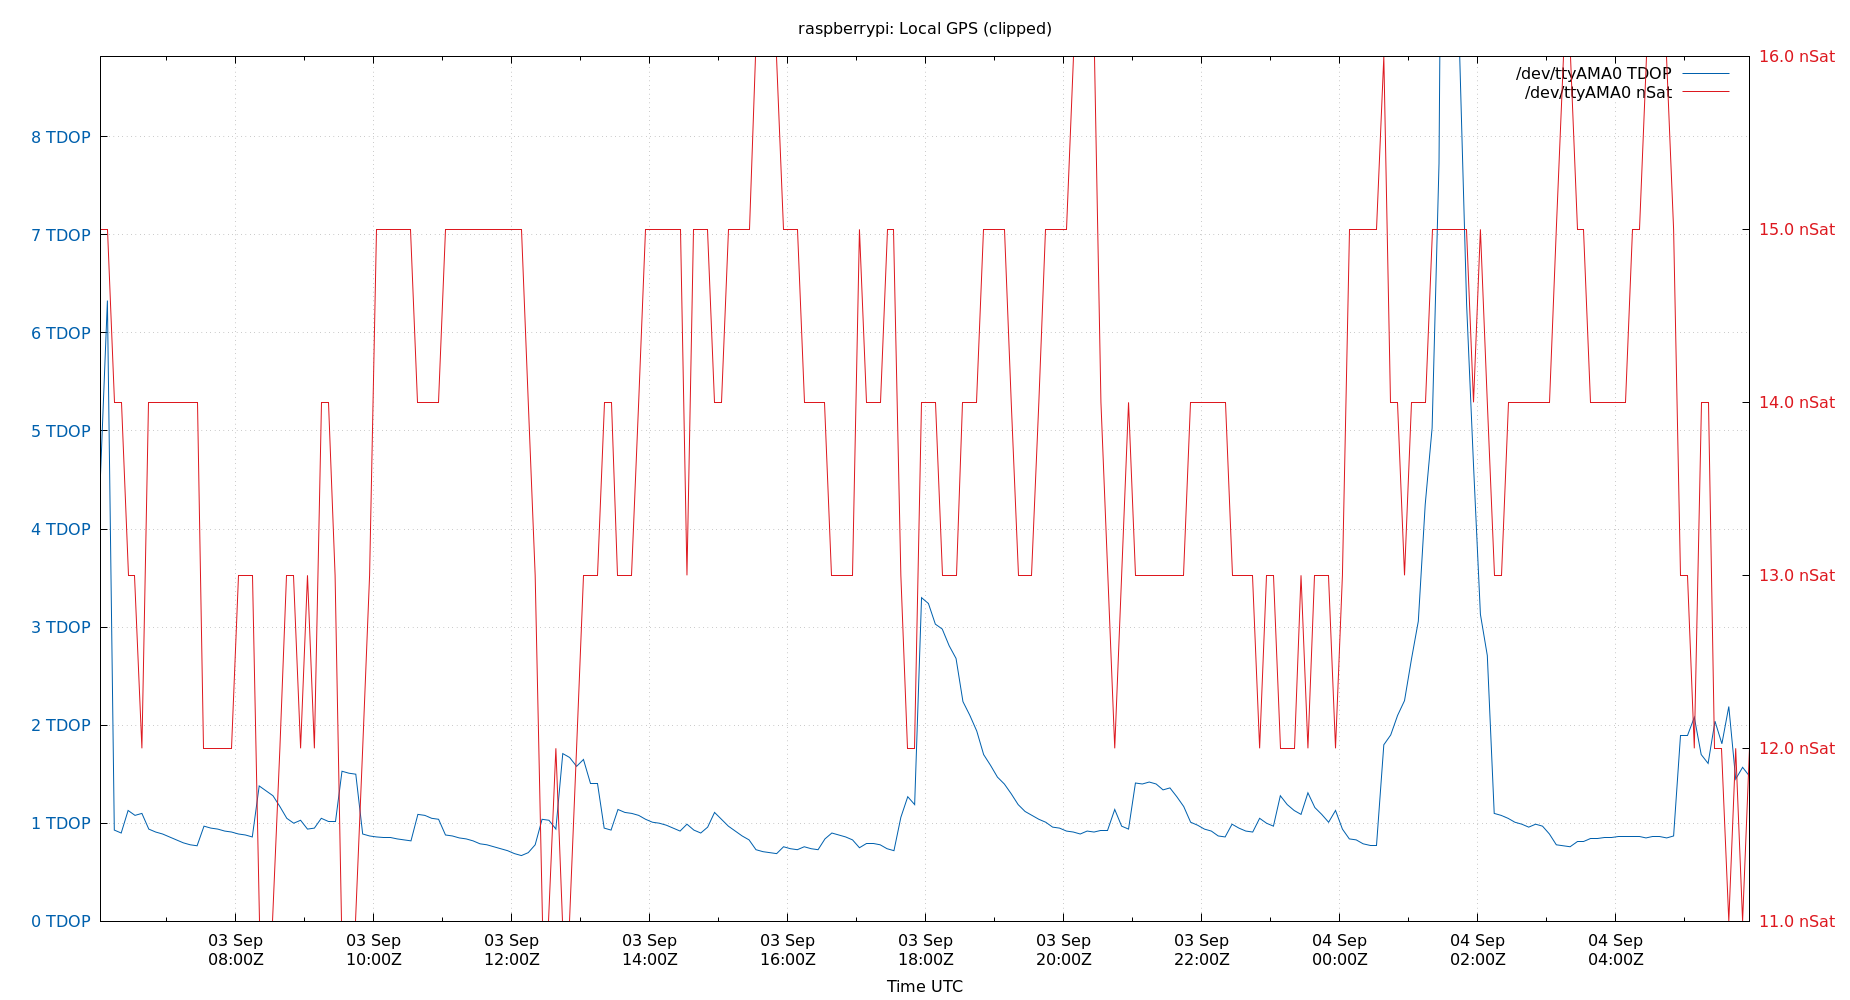 raspberrypi: Local GPS (clipped)
/dev/ttyAMA0 TDOP
/dev/ttyAMA0 nSat
8 TDOP
7 TDOP
6 TDOP
5 TDOP
4 TDOP
3 TDOP
2 TDOP
1 TDOP
0 TDOP
16.0 nSat
15.0 nSat
14.0 nSat
13.0 nSat
12.0 nSat
11.0 nSat
03 Sep
08:00Z
03 Sep
10:00Z
03 Sep
12:00Z
03 Sep
14:00Z
03 Sep
16:00Z
03 Sep
18:00Z
03 Sep
20:00Z
03 Sep
22:00Z
04 Sep
00:00Z
04 Sep
02:00Z
04 Sep
04:00Z
Time UTC